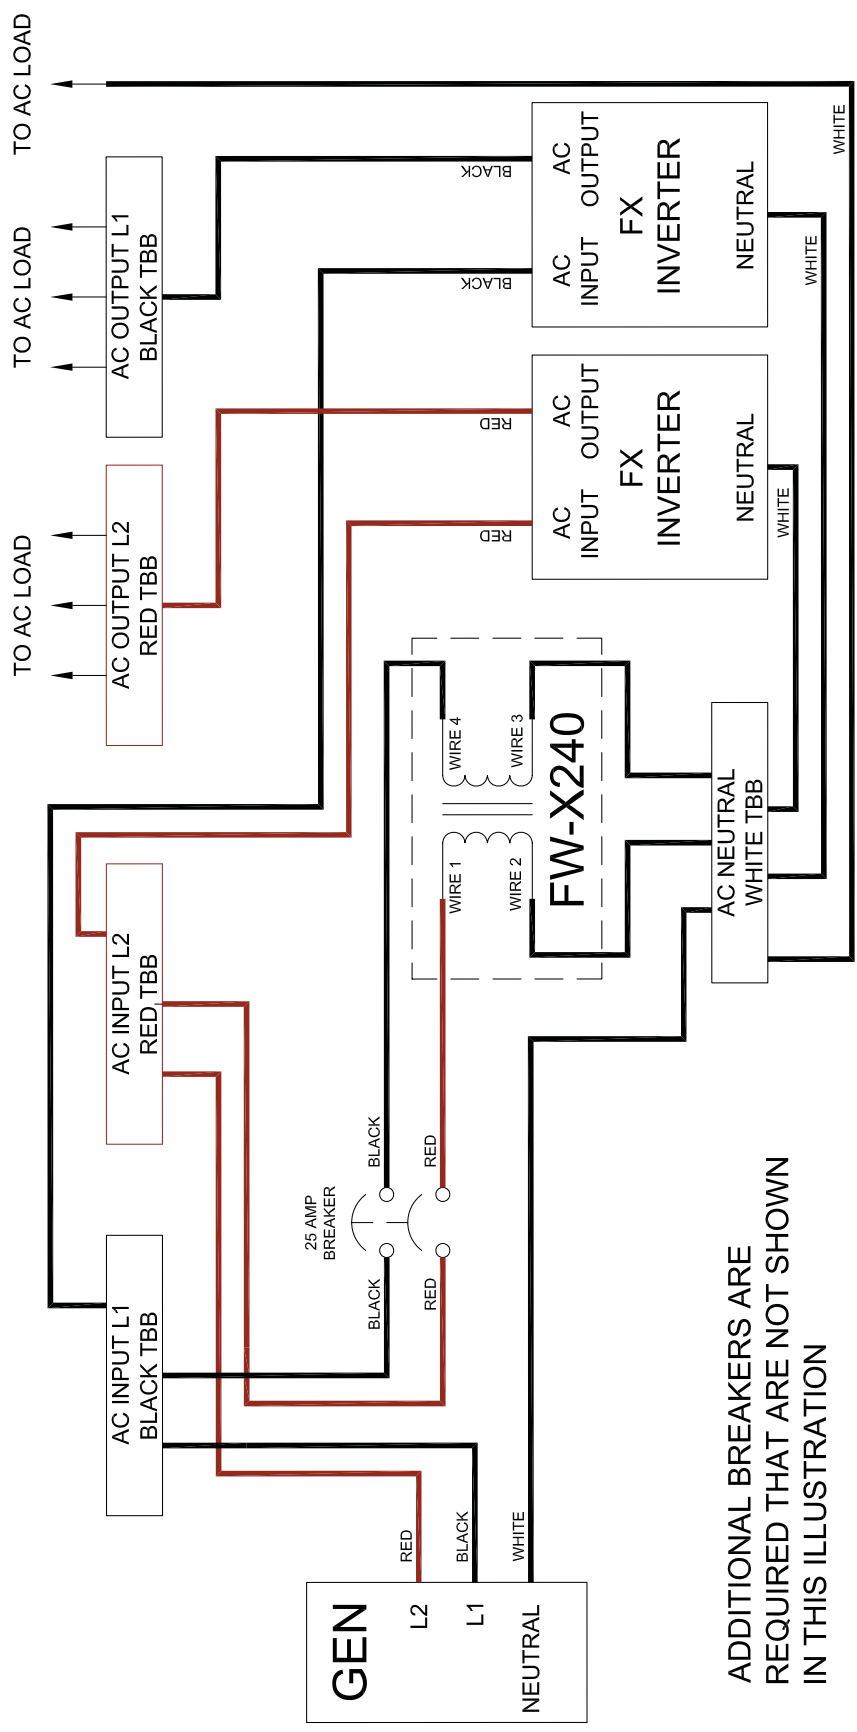 GEN
L2
L1
NEUTRAL
RED
BLACK
WHITE
AC INPUT L1
BLACK TBB
AC INPUT L2
RED TBB
AC OUTPUT L2
RED TBB
AC OUTPUT L1
BLACK TBB
TO AC LOAD
TO AC LOAD
TO AC LOAD
25 AMP
BREAKER
BLACK
BLACK
RED
RED
WIRE 1
WIRE 2
WIRE 4
WIRE 3
FW-X240
AC NEUTRAL
WHITE TBB
RED
RED
AC
INPUT
AC
OUTPUT
FX
INVERTER
NEUTRAL
WHITE
BLACK
BLACK
AC
INPUT
AC
OUTPUT
FX
INVERTER
NEUTRAL
WHITE
WHITE
ADDITIONAL BREAKERS ARE
REQUIRED THAT ARE NOT SHOWN
IN THIS ILLUSTRATION